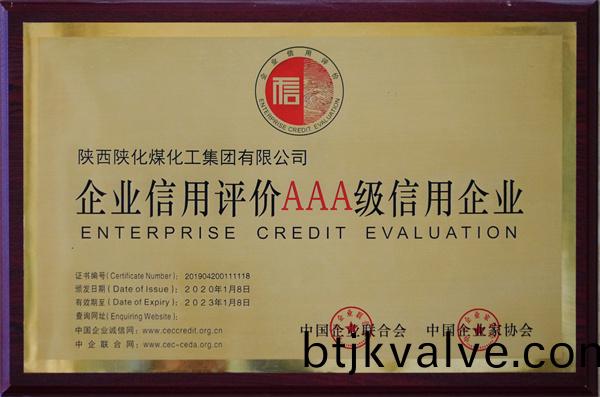 企业信用评价
信
ENTERPRISE CREDIT EVALUATION
陕西陕化煤化工集团有限公司
企业信用评价AAA级信用企业
ENTERPRISE CREDIT EVALUATION
证书编号(Certificate Number)：201904200111118
颁发日期(Date of Issue)：2020年1月8日
有效期至(Date of Expiry)：2023年1月8日
查询网址(Enquiring Website)：
中国企业诚信网：www.ceccredit.org.cn
中企联合网：www.cec-ceda.org.cn
中国企业联合会 中国企业家协会
btjkvalve.com